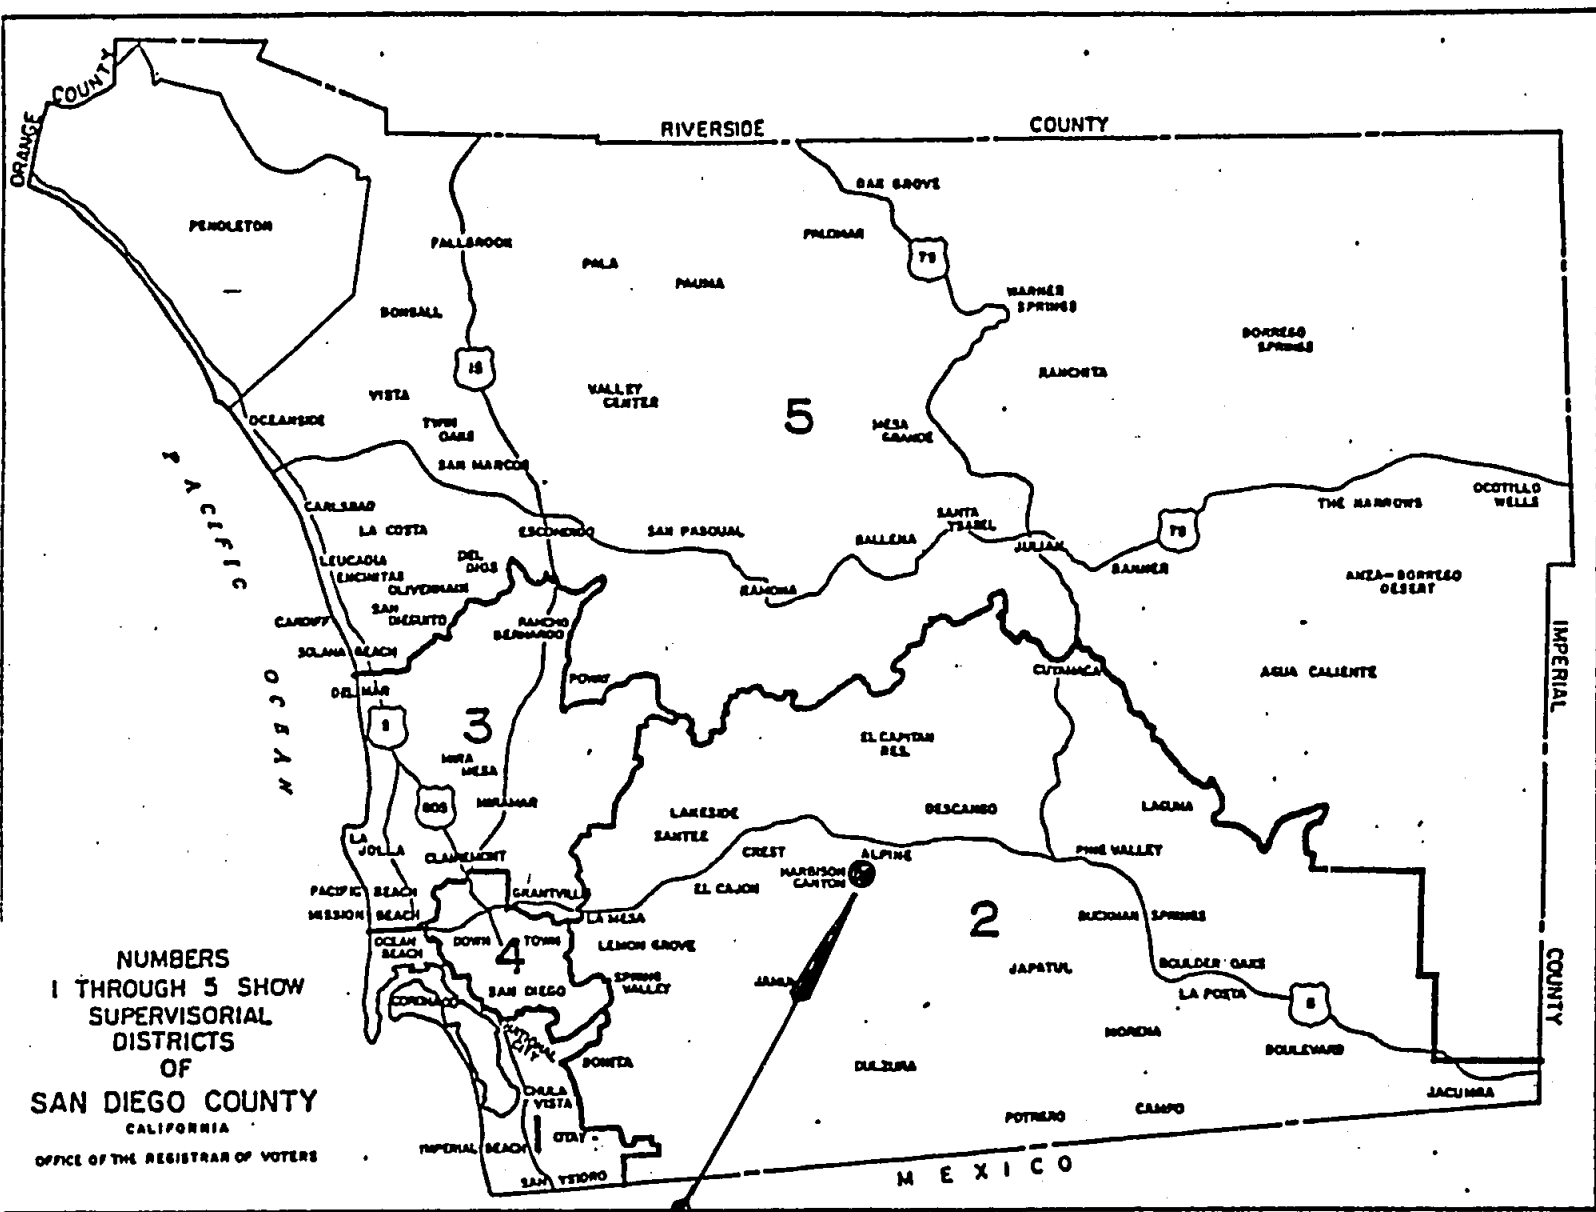 ORANGE COUNTY
RIVERSIDE COUNTY
OAK GROVE
PENDLETON
FALLBROOK
PALOMAR
79
PALA
PAUMA
WARNER
SPRINGS
BONSALL
BORREGO
SPRINGS
15
RANCHITA
VISTA
VALLEY
CENTER
5
OCEANSIDE
TWIN
OAKS
MESA
GRANDE
SAN MARCOS
PACIFIC OCEAN
CARLSBAD
LA COSTA
ESCONDIDO
SAN PASQUAL
SANTA
YSABEL
BALLENA
JULIAN
78
THE NARROWS
OCOTILLO
WELLS
LEUCADIA
ENCINITAS
OLIVENHAIN
DEL
DIOS
RAMONA
BANNER
ANZA-BORREGO
DESERT
CARDIFF
SAN
DIEGUITO
RANCHO
BERNARDO
SOLANA BEACH
DEL MAR
POWAY
CUYAMACA
AGUA CALIENTE
IMPERIAL COUNTY
5
3
EL CAPITAN
RES.
MIRA
MESA
805
MIRAMAR
LAKESIDE
DESCANSO
LAGUNA
SANTEE
LA
JOLLA
CLAIREMONT
CREST
ALPINE
PINE VALLEY
HARBISON
CANYON
PACIFIC BEACH
GRANTVILLE
EL CAJON
MISSION BEACH
LA MESA
2
BUCKMAN SPRINGS
OCEAN
BEACH
DOWN TOWN
4
LEMON GROVE
JAPATUL
BOULDER OAKS
SPRING
VALLEY
JAMUL
LA POSTA
8
CORONADO
SAN DIEGO
NATIONAL
CITY
MORENA
BONITA
DULZURA
BOULEVARD
CHULA
VISTA
JACUMBA
POTRERO
CAMPO
IMPERIAL BEACH
1
OTAY
SAN YSIDRO
MEXICO
NUMBERS
1 THROUGH 5 SHOW
SUPERVISORIAL
DISTRICTS
OF
SAN DIEGO COUNTY
CALIFORNIA
OFFICE OF THE REGISTRAR OF VOTERS